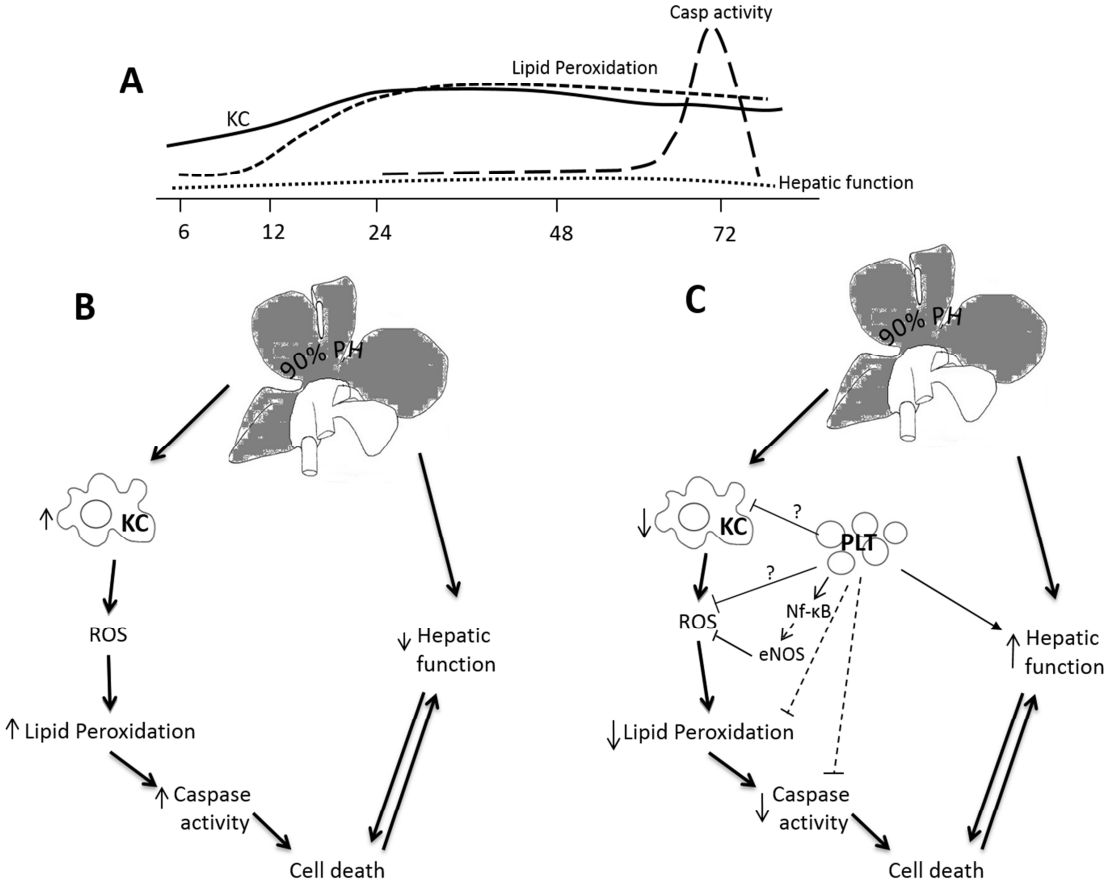 Casp activity
A
Lipid Peroxidation
KC
Hepatic function
6 12 24 48 72
B
90% PH
KC
ROS
Hepatic
function
Lipid Peroxidation
Caspase
activity
Cell death
C
90% PH
KC
?
PLT
?
Nf-κB
ROS
eNOS
Hepatic
function
Lipid Peroxidation
Caspase
activity
Cell death